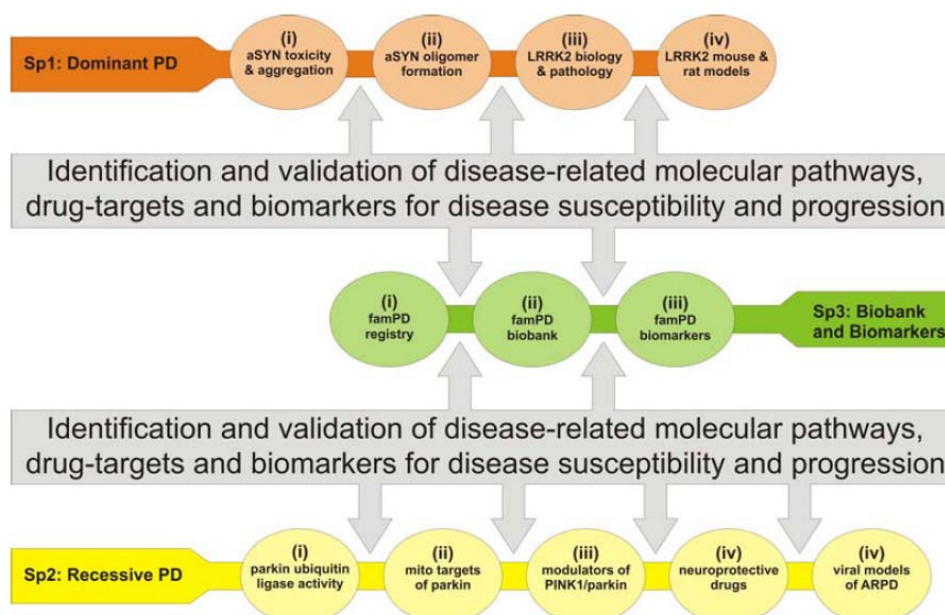 Sp1: Dominant PD
(i)
aSYN toxicity
& aggregation
(ii)
aSYN oligomer
formation
(iii)
LRRK2 biology
& pathology
(iv)
LRRK2 mouse &
rat models
Identification and validation of disease-related molecular pathways,
drug-targets and biomarkers for disease susceptibility and progression
(i)
famPD
registry
(ii)
famPD
biobank
(iii)
famPD
biomarkers
Sp3: Biobank
and Biomarkers
Identification and validation of disease-related molecular pathways,
drug-targets and biomarkers for disease susceptibility and progression
Sp2: Recessive PD
(i)
parkin ubiquitin
ligase activity
(ii)
mito targets
of parkin
(iii)
modulators of
PINK1/parkin
(iv)
neuroprotective
drugs
(iv)
viral models
of ARPD